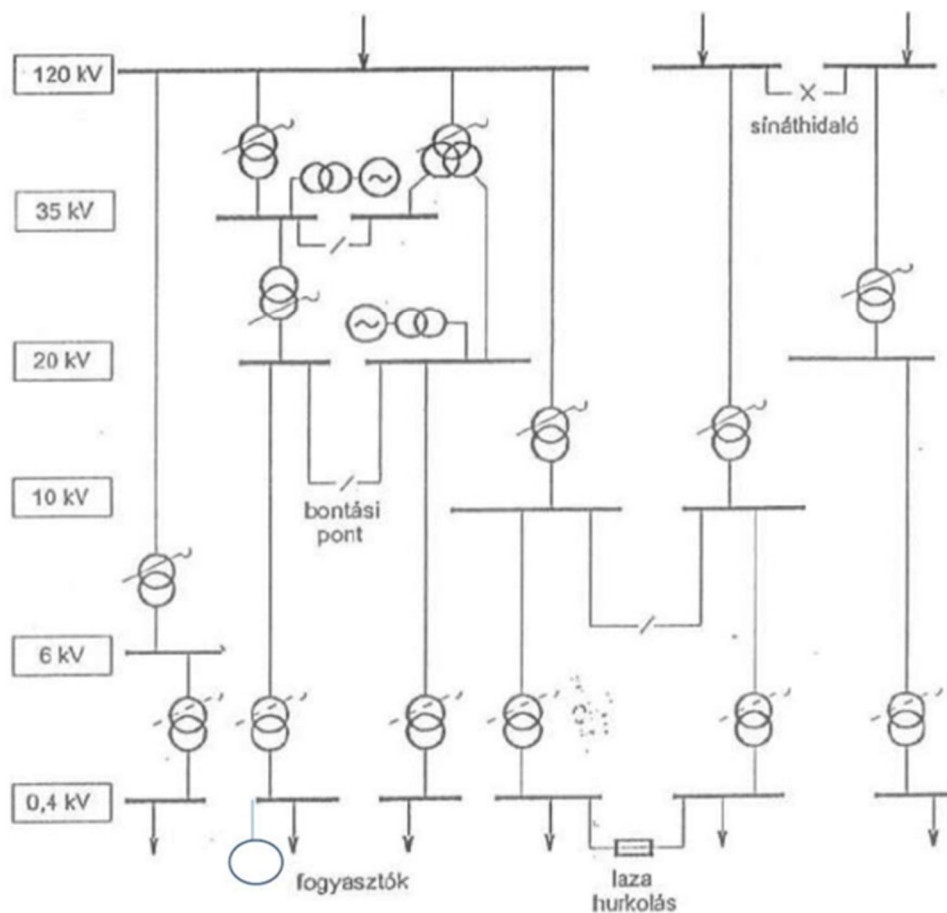 120 kV
sínáthidaló
35 kV
20 kV
10 kV
bontási
pont
6 kV
0,4 kV
fogyasztók
laza
hurkolás